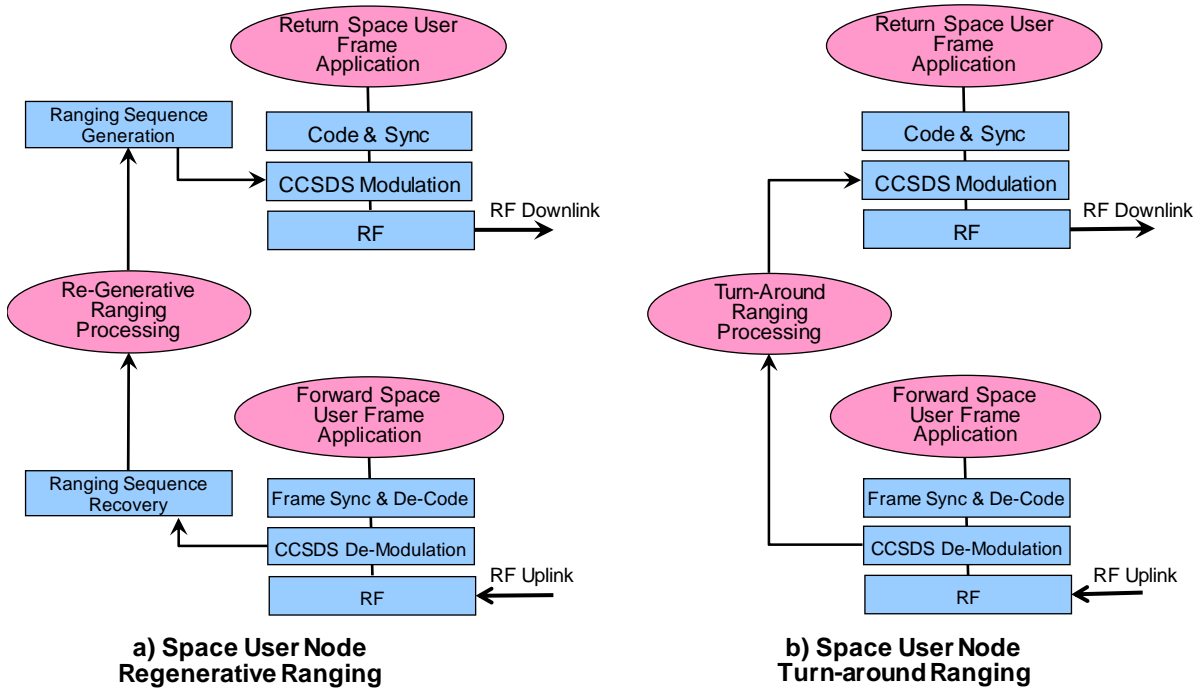 Return Space User
Frame
Application
Ranging Sequence
Generation
Code & Sync
CCSDS Modulation
RF Downlink
RF
Re-Generative
Ranging
Processing
Forward Space
User Frame
Application
Ranging Sequence
Recovery
Frame Sync & De-Code
CCSDS De-Modulation
RF Uplink
RF
a) Space User Node
Regenerative Ranging
Return Space User
Frame
Application
Code & Sync
CCSDS Modulation
RF Downlink
RF
Turn-Around
Ranging
Processing
Forward Space
User Frame
Application
Frame Sync & De-Code
CCSDS De-Modulation
RF Uplink
RF
b) Space User Node
Turn-around Ranging